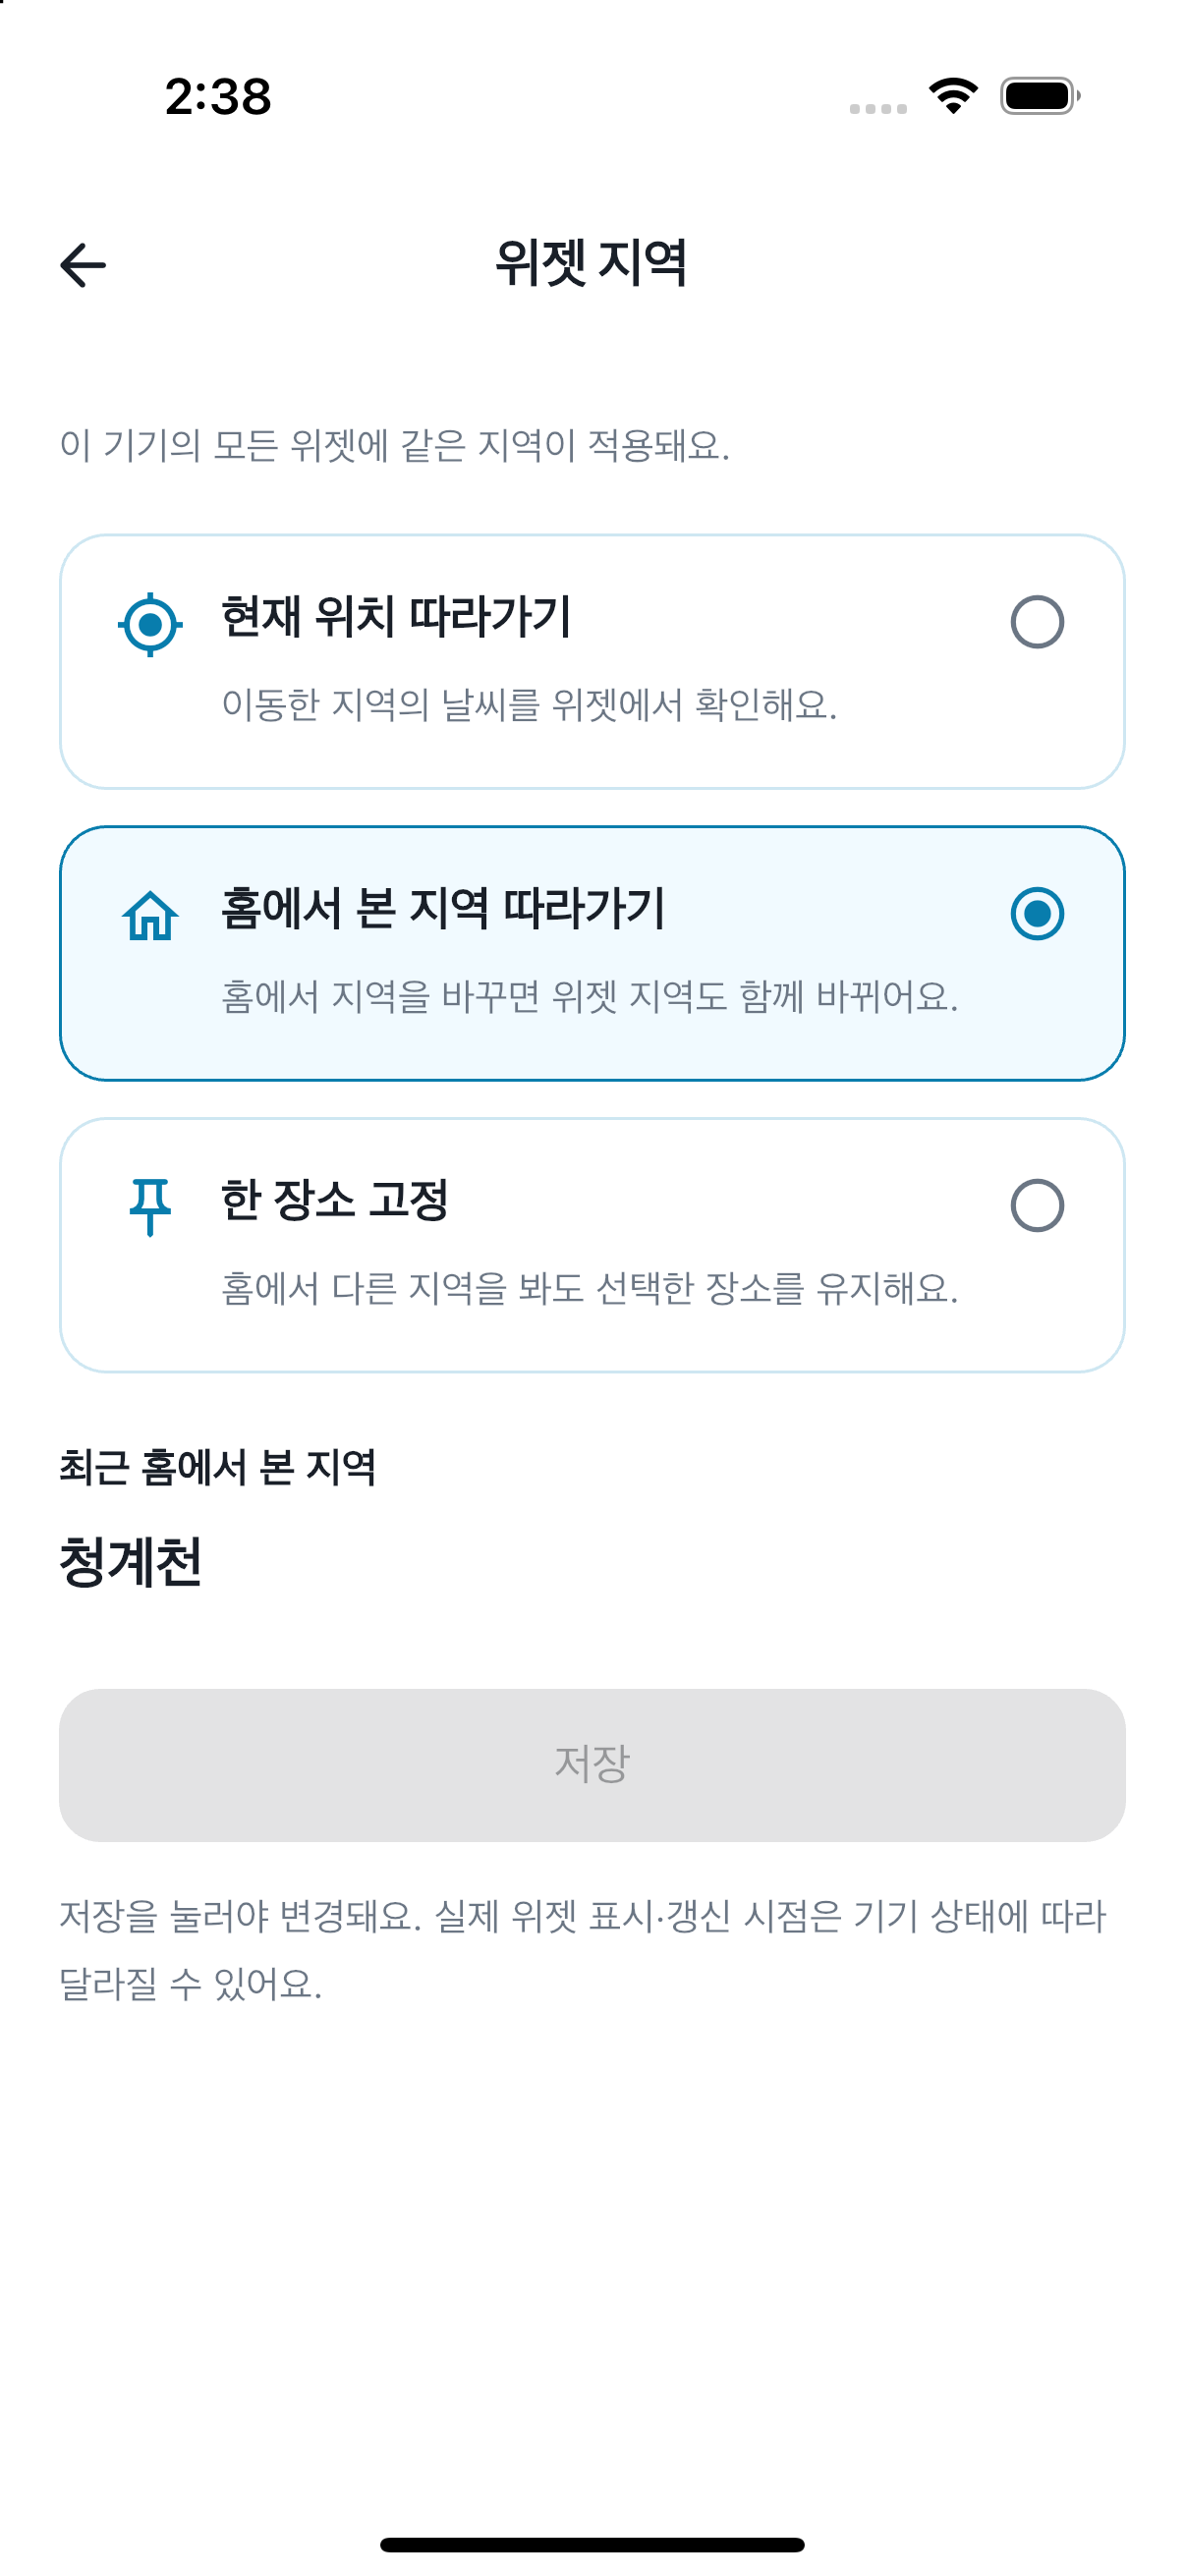 2:38
위젯 지역
이 기기의 모든 위젯에 같은 지역이 적용돼요.
현재 위치 따라가기
이동한 지역의 날씨를 위젯에서 확인해요.
홈에서 본 지역 따라가기
홈에서 지역을 바꾸면 위젯 지역도 함께 바뀌어요.
한 장소 고정
홈에서 다른 지역을 봐도 선택한 장소를 유지해요.
최근 홈에서 본 지역
청계천
저장
저장을 눌러야 변경돼요. 실제 위젯 표시·갱신 시점은 기기 상태에 따라
달라질 수 있어요.